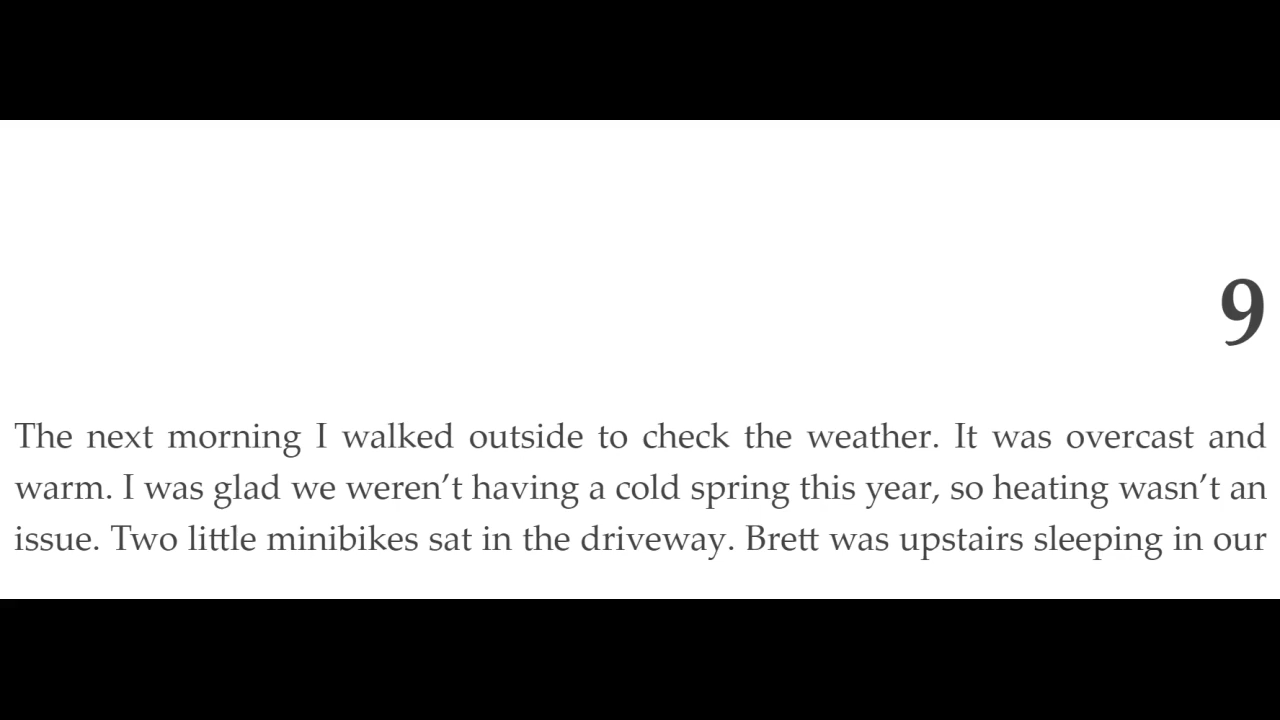 9
The next morning I walked outside to check the weather. It was overcast and
warm. I was glad we weren’t having a cold spring this year, so heating wasn’t an
issue. Two little minibikes sat in the driveway. Brett was upstairs sleeping in our